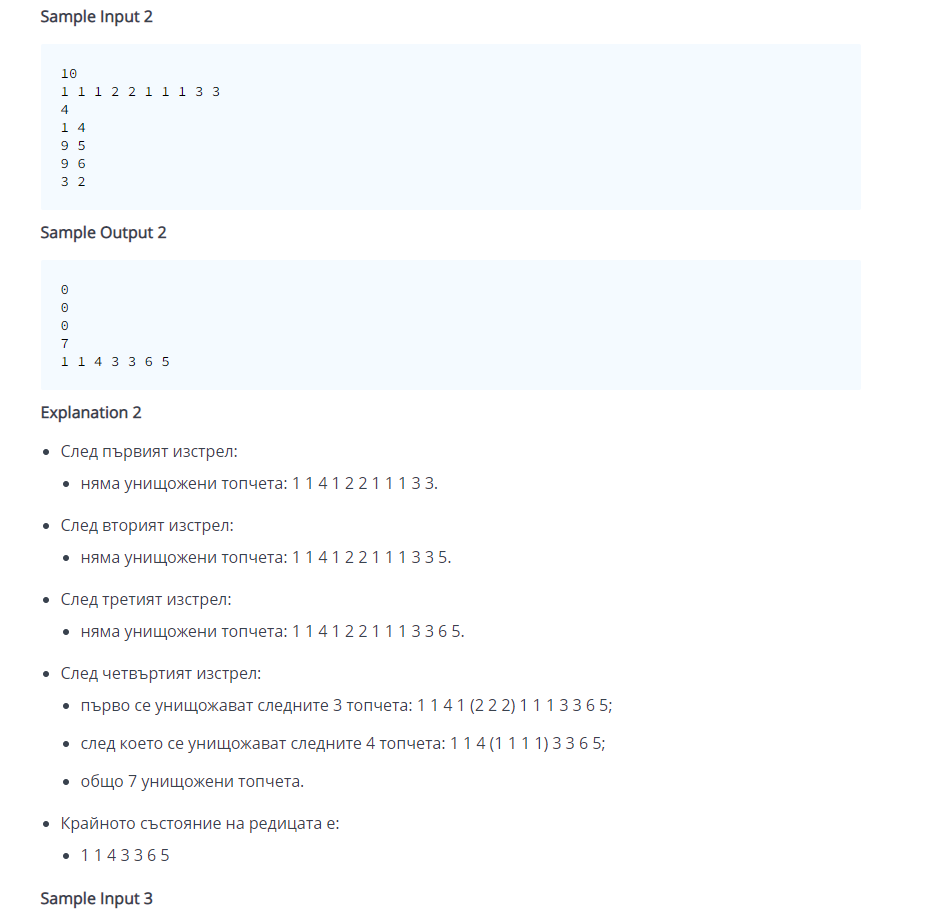 Sample Input 2
10
1 1 1 2 2 1 1 1 3 3
4
1 4
9 5
9 6
3 2
Sample Output 2
0
0
0
7
1 1 4 3 3 6 5
Explanation 2
• След първият изстрел:
• няма унищожени топчета: 1 1 4 1 2 2 1 1 1 3 3.
• След вторият изстрел:
• няма унищожени топчета: 1 1 4 1 2 2 1 1 1 3 3 5.
• След третият изстрел:
• няма унищожени топчета: 1 1 4 1 2 2 1 1 1 3 3 6 5.
• След четвъртият изстрел:
• първо се унищожават следните 3 топчета: 1 1 4 1 (2 2 2) 1 1 1 3 3 6 5;
• след което се унищожават следните 4 топчета: 1 1 4 (1 1 1 1) 3 3 6 5;
• общо 7 унищожени топчета.
• Крайното състояние на редицата е:
• 1 1 4 3 3 6 5
Sample Input 3